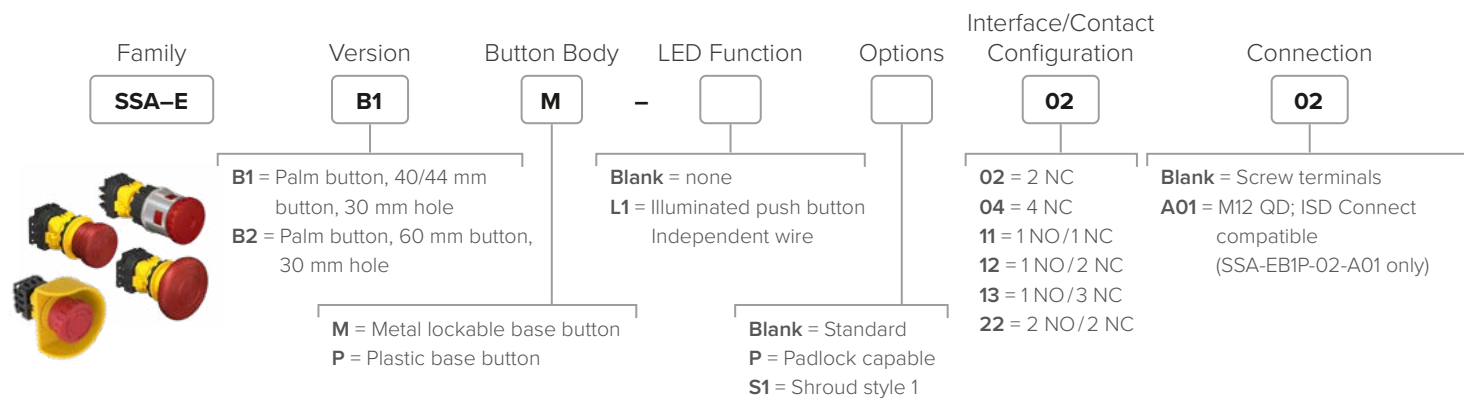 Family
Version
Button Body
LED Function
Options
Interface/Contact
Configuration
Connection
SSA–E
B1
M
–
02
02
B1 = Palm button, 40/44 mm
button, 30 mm hole
B2 = Palm button, 60 mm button,
30 mm hole
M = Metal lockable base button
P = Plastic base button
Blank = none
L1 = Illuminated push button
Independent wire
Blank = Standard
P = Padlock capable
S1 = Shroud style 1
02 = 2 NC
04 = 4 NC
11 = 1 NO/1 NC
12 = 1 NO/2 NC
13 = 1 NO/3 NC
22 = 2 NO/2 NC
Blank = Screw terminals
A01 = M12 QD; ISD Connect
compatible
(SSA-EB1P-02-A01 only)